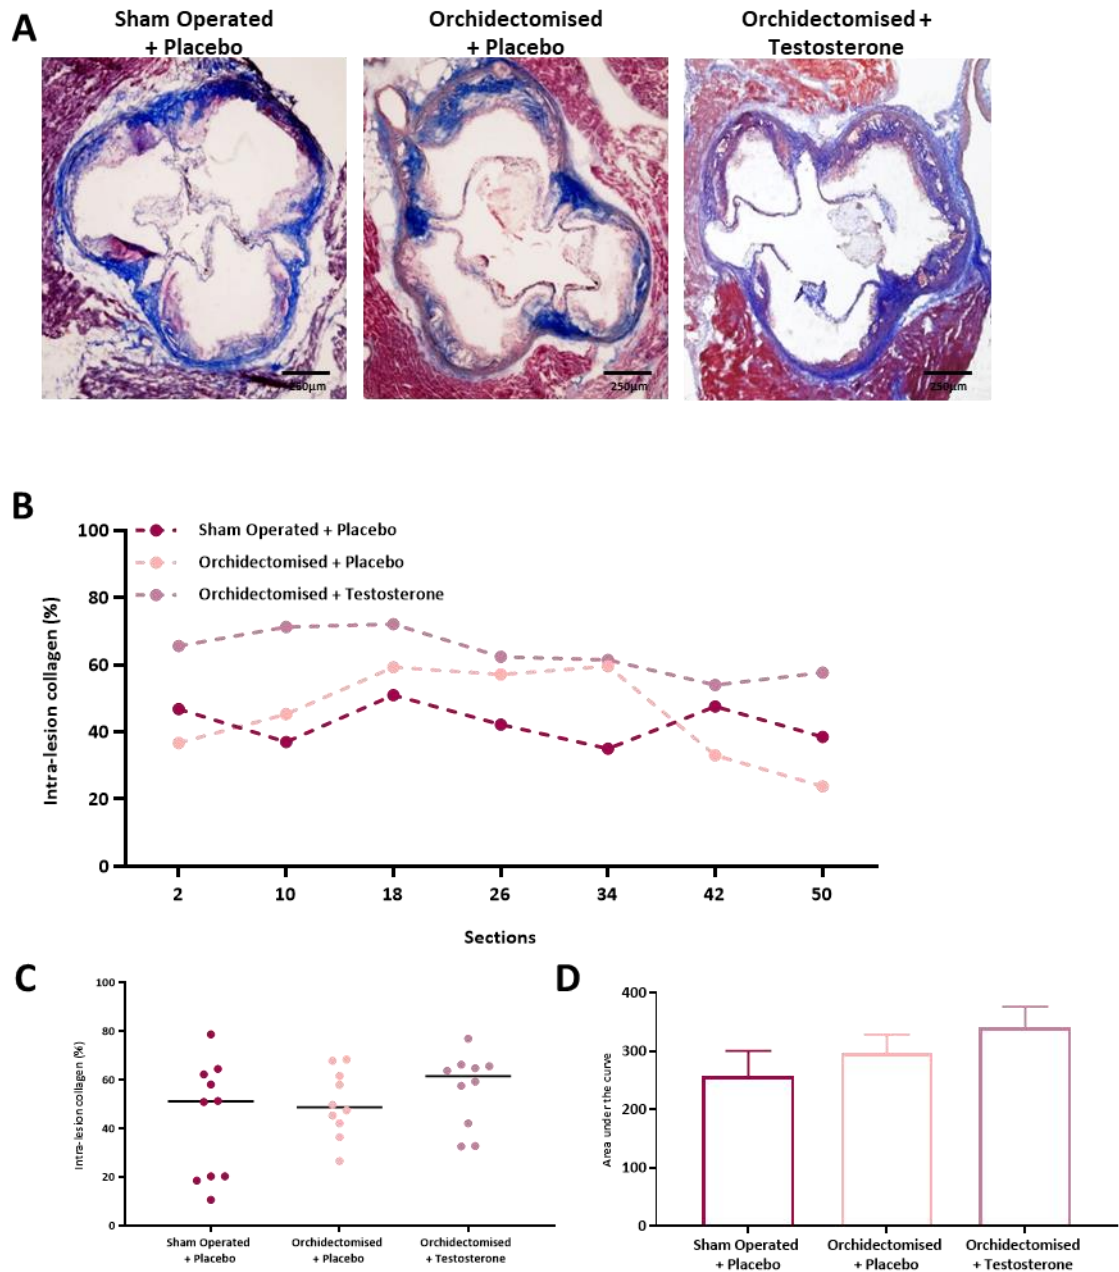 A
Sham Operated
+ Placebo
Orchidectomised
+ Placebo
Orchidectomised +
Testosterone
250µm
250µm
250µm
B
Sham Operated + Placebo
Orchidectomised + Placebo
Orchidectomised + Testosterone
Intra-lesion collagen (%)
100
80
60
40
20
0
2 10 18 26 34 42 50
Sections
C
Intra-lesion collagen (%)
100
80
60
40
20
0
Sham Operated
+ Placebo
Orchidectomised
+ Placebo
Orchidectomised
+ Testosterone
D
Area under the curve
400
300
200
100
0
Sham Operated
+ Placebo
Orchidectomised
+ Placebo
Orchidectomised
+ Testosterone